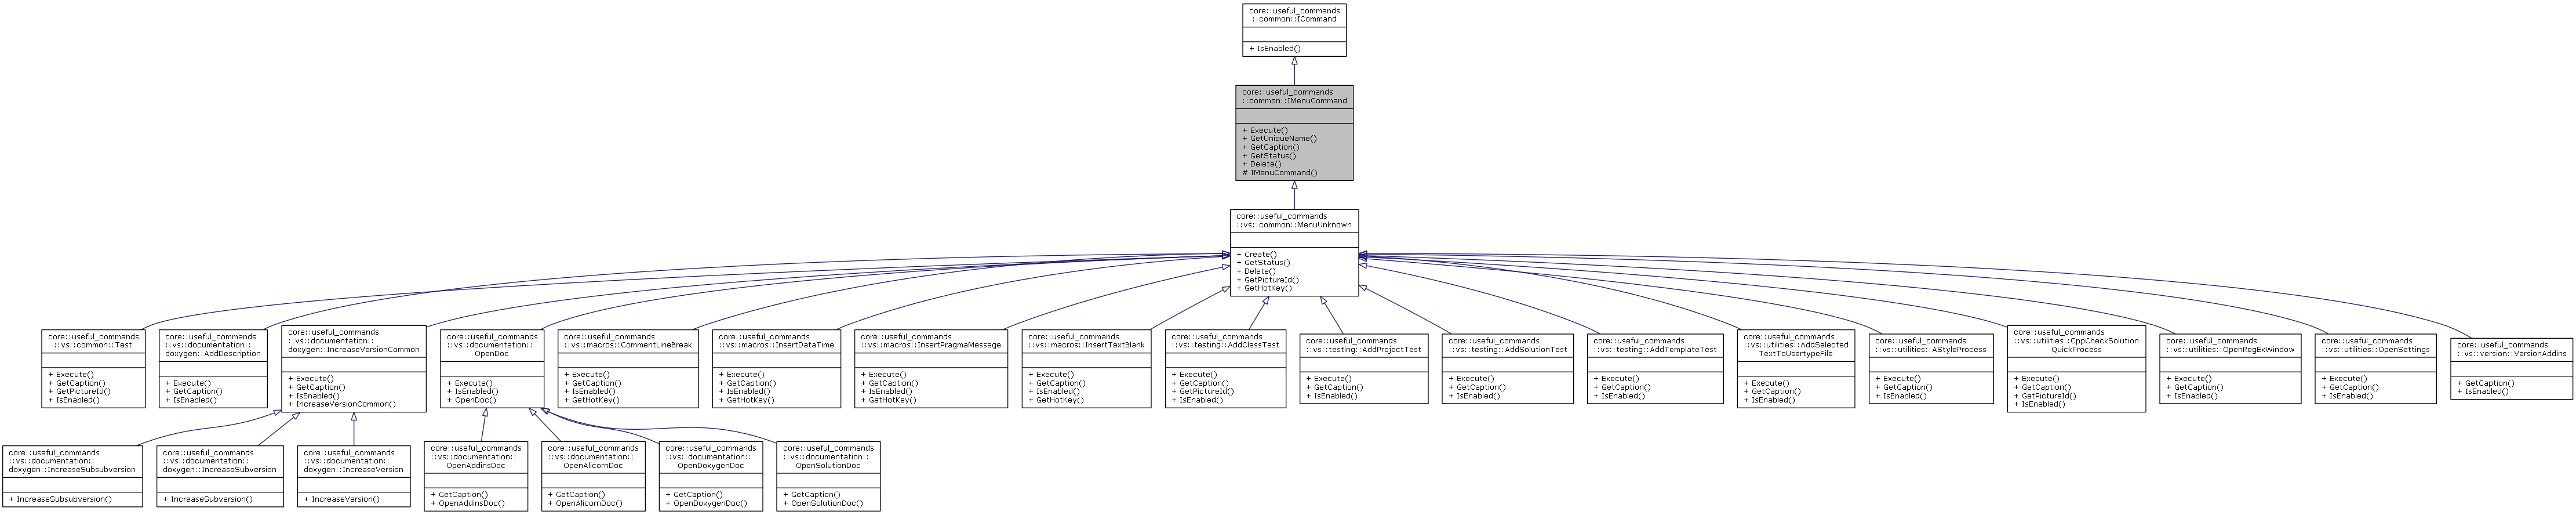 core::useful_commands
::common::ICommand
+ IsEnabled()
core::useful_commands
::common::IMenuCommand
+ Execute()
+ GetUniqueName()
+ GetCaption()
+ GetStatus()
+ Delete()
# IMenuCommand()
core::useful_commands
::vs::common::MenuUnknown
+ Create()
+ GetStatus()
+ Delete()
+ GetPictureId()
+ GetHotKey()
core::useful_commands
::vs::common::Test
+ Execute()
+ GetCaption()
+ GetPictureId()
+ IsEnabled()
core::useful_commands
::vs::documentation::
doxygen::AddDescription
+ Execute()
+ GetCaption()
+ IsEnabled()
core::useful_commands
::vs::documentation::
doxygen::IncreaseVersionCommon
+ Execute()
+ GetCaption()
+ IsEnabled()
+ IncreaseVersionCommon()
core::useful_commands
::vs::documentation::
OpenDoc
+ Execute()
+ IsEnabled()
+ OpenDoc()
core::useful_commands
::vs::macros::CommentLineBreak
+ Execute()
+ GetCaption()
+ IsEnabled()
+ GetHotKey()
core::useful_commands
::vs::macros::InsertDataTime
+ Execute()
+ GetCaption()
+ IsEnabled()
+ GetHotKey()
core::useful_commands
::vs::macros::InsertPragmaMessage
+ Execute()
+ GetCaption()
+ IsEnabled()
+ GetHotKey()
core::useful_commands
::vs::macros::InsertTextBlank
+ Execute()
+ GetCaption()
+ IsEnabled()
+ GetHotKey()
core::useful_commands
::vs::testing::AddClassTest
+ Execute()
+ GetCaption()
+ GetPictureId()
+ IsEnabled()
core::useful_commands
::vs::testing::AddProjectTest
+ Execute()
+ GetCaption()
+ IsEnabled()
core::useful_commands
::vs::testing::AddSolutionTest
+ Execute()
+ GetCaption()
+ IsEnabled()
core::useful_commands
::vs::testing::AddTemplateTest
+ Execute()
+ GetCaption()
+ IsEnabled()
core::useful_commands
::vs::utilities::AddSelected
TextToUsertypeFile
+ Execute()
+ GetCaption()
+ IsEnabled()
core::useful_commands
::vs::utilities::AStyleProcess
+ Execute()
+ GetCaption()
+ IsEnabled()
core::useful_commands
::vs::utilities::CppCheckSolution
QuickProcess
+ Execute()
+ GetCaption()
+ GetPictureId()
+ IsEnabled()
core::useful_commands
::vs::utilities::OpenRegExWindow
+ Execute()
+ GetCaption()
+ IsEnabled()
core::useful_commands
::vs::utilities::OpenSettings
+ Execute()
+ GetCaption()
+ IsEnabled()
core::useful_commands
::vs::version::VersionAddins
+ GetCaption()
+ IsEnabled()
core::useful_commands
::vs::documentation::
doxygen::IncreaseSubsubversion
+ IncreaseSubsubversion()
core::useful_commands
::vs::documentation::
doxygen::IncreaseSubversion
+ IncreaseSubversion()
core::useful_commands
::vs::documentation::
doxygen::IncreaseVersion
+ IncreaseVersion()
core::useful_commands
::vs::documentation::
OpenAddinsDoc
+ GetCaption()
+ OpenAddinsDoc()
core::useful_commands
::vs::documentation::
OpenAlicornDoc
+ GetCaption()
+ OpenAlicornDoc()
core::useful_commands
::vs::documentation::
OpenDoxygenDoc
+ GetCaption()
+ OpenDoxygenDoc()
core::useful_commands
::vs::documentation::
OpenSolutionDoc
+ GetCaption()
+ OpenSolutionDoc()